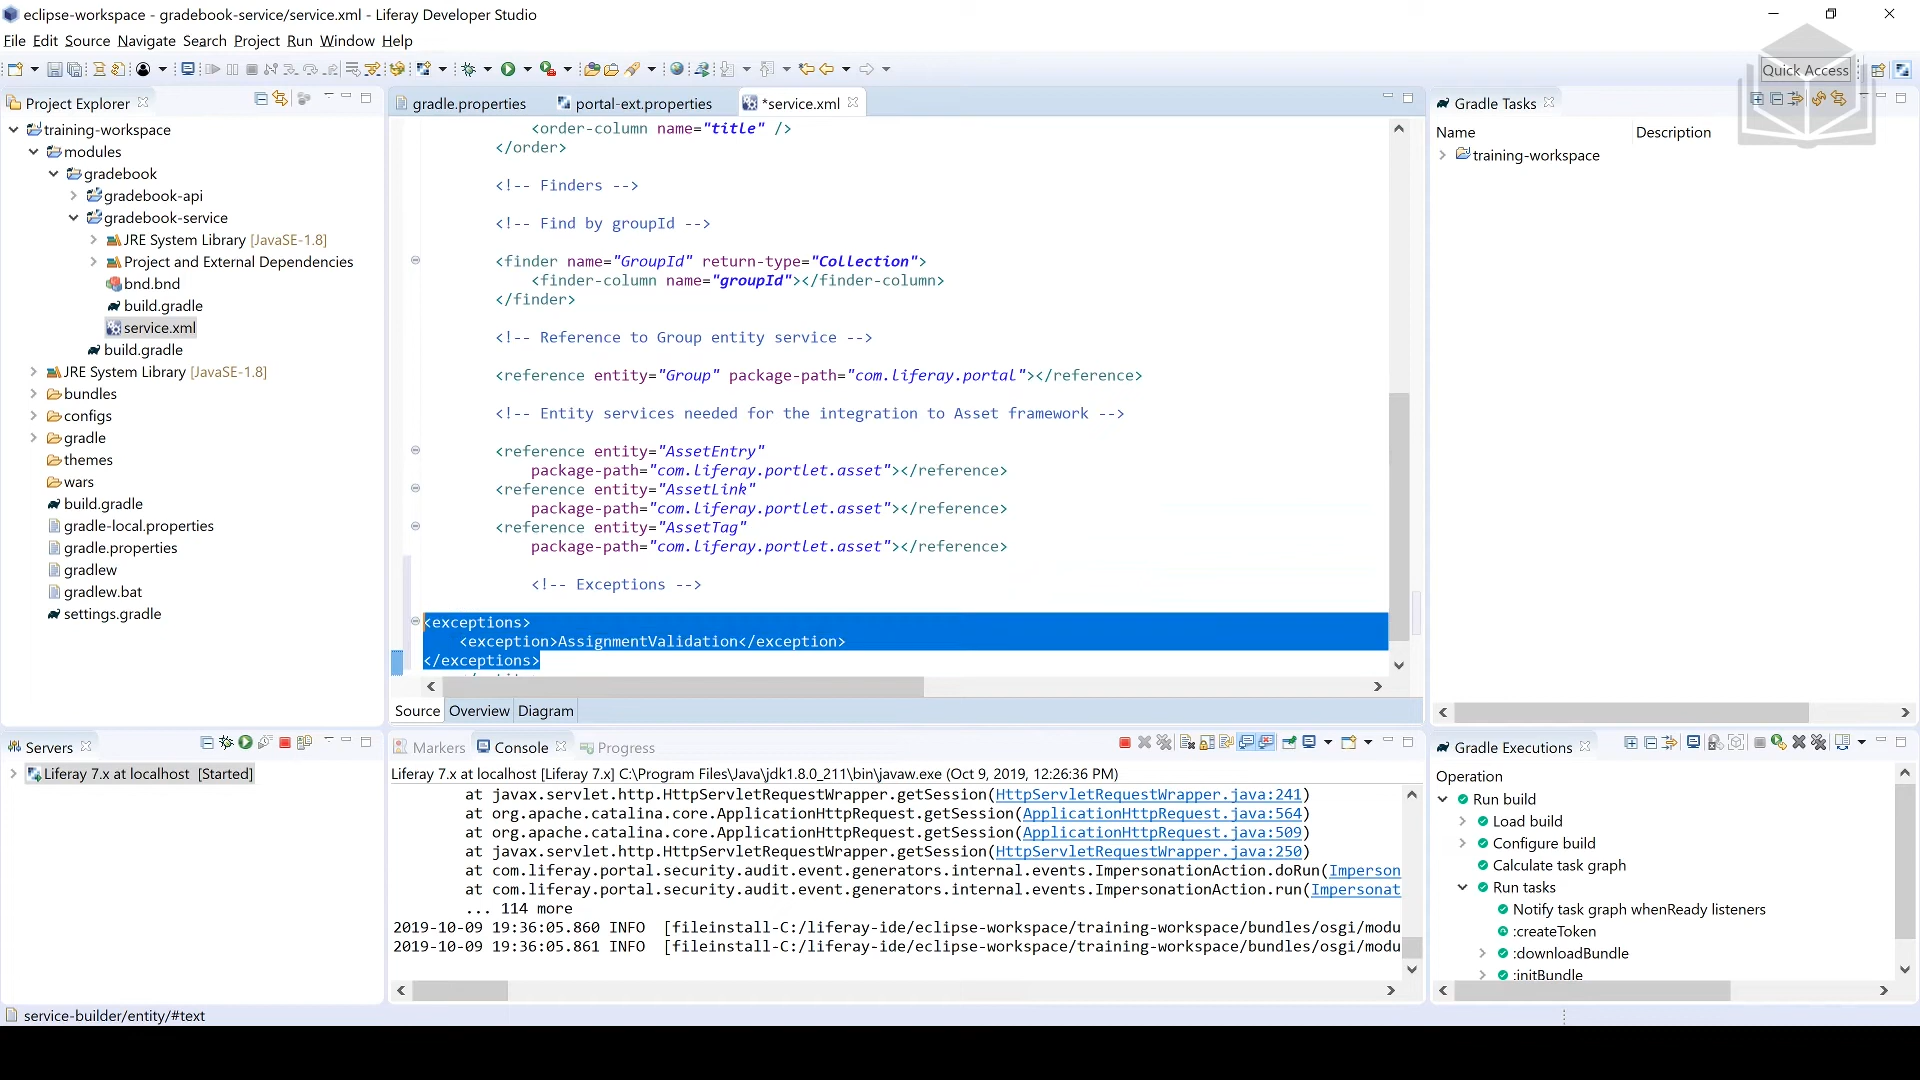 eclipse-workspace - gradebook-service/service.xml - Liferay Developer Studio
File Edit Source Navigate Search Project Run Window Help
Quick Access
Project Explorer
training-workspace
modules
gradebook
gradebook-api
gradebook-service
JRE System Library [JavaSE-1.8]
Project and External Dependencies
bnd.bnd
build.gradle
service.xml
build.gradle
JRE System Library [JavaSE-1.8]
bundles
configs
gradle
themes
wars
build.gradle
gradle-local.properties
gradle.properties
gradlew
gradlew.bat
settings.gradle
gradle.properties portal-ext.properties *service.xml
<order-column name="title" />
</order>
<!-- Finders -->
<!-- Find by groupId -->
<finder name="GroupId" return-type="Collection">
<finder-column name="groupId"></finder-column>
</finder>
<!-- Reference to Group entity service -->
<reference entity="Group" package-path="com.liferay.portal"></reference>
<!-- Entity services needed for the integration to Asset framework -->
<reference entity="AssetEntry"
package-path="com.liferay.portlet.asset"></reference>
<reference entity="AssetLink"
package-path="com.liferay.portlet.asset"></reference>
<reference entity="AssetTag"
package-path="com.liferay.portlet.asset"></reference>
<!-- Exceptions -->
<exceptions>
<exception>AssignmentValidation</exception>
</exceptions>
Source Overview Diagram
Gradle Tasks
Name Description
training-workspace
Servers
Liferay 7.x at localhost [Started]
Markers Console Progress
Liferay 7.x at localhost [Liferay 7.x] C:\Program Files\Java\jdk1.8.0_211\bin\javaw.exe (Oct 9, 2019, 12:26:36 PM)
at javax.servlet.http.HttpServletRequestWrapper.getSession(HttpServletRequestWrapper.java:241)
at org.apache.catalina.core.ApplicationHttpRequest.getSession(ApplicationHttpRequest.java:564)
at org.apache.catalina.core.ApplicationHttpRequest.getSession(ApplicationHttpRequest.java:509)
at javax.servlet.http.HttpServletRequestWrapper.getSession(HttpServletRequestWrapper.java:250)
at com.liferay.portal.security.audit.event.generators.internal.events.ImpersonationAction.doRun(Imperson
at com.liferay.portal.security.audit.event.generators.internal.events.ImpersonationAction.run(Impersonat
... 114 more
2019-10-09 19:36:05.860 INFO [fileinstall-C:/liferay-ide/eclipse-workspace/training-workspace/bundles/osgi/modu
2019-10-09 19:36:05.861 INFO [fileinstall-C:/liferay-ide/eclipse-workspace/training-workspace/bundles/osgi/modu
Gradle Executions
Operation
Run build
Load build
Configure build
Calculate task graph
Run tasks
Notify task graph whenReady listeners
:createToken
:downloadBundle
:initBundle
service-builder/entity/#text